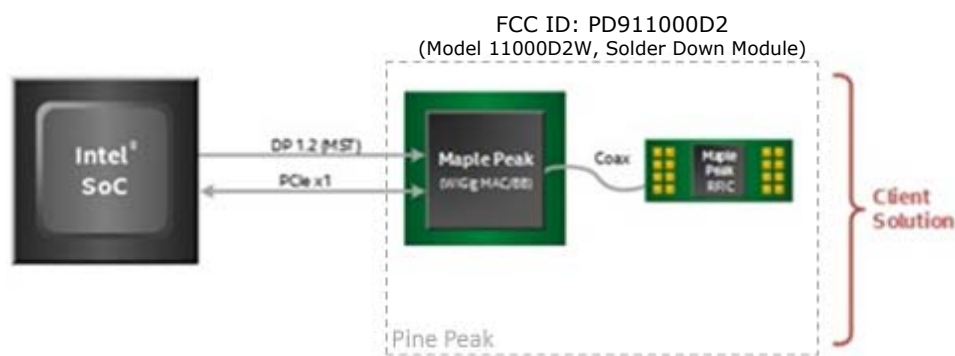 FCC ID: PD911000D2
(Model 11000D2W, Solder Down Module)
Intel®
SoC
DP 1.2 (MST)
PCIe x1
Maple Peak
(WiGig MAC/BB)
Coax
Maple
Peak
RFIC
Client
Solution
Pine Peak